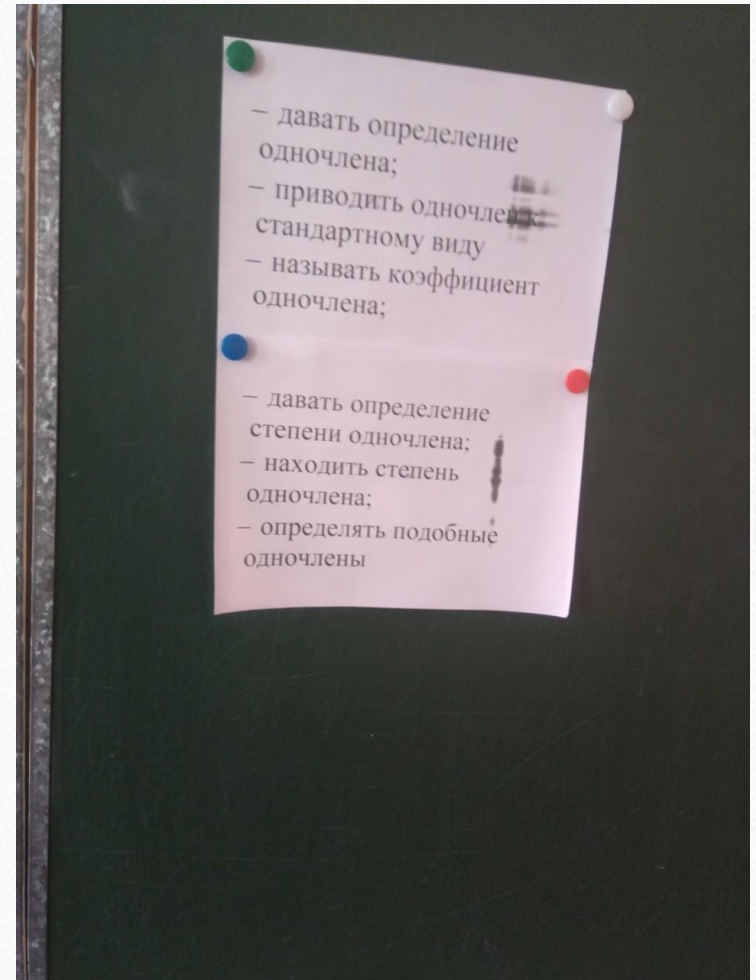 – давать определение
одночлена;
– приводить одночлен к
стандартному виду
– называть коэффициент
одночлена;
– давать определение
степени одночлена;
– находить степень
одночлена;
– определять подобные
одночлены